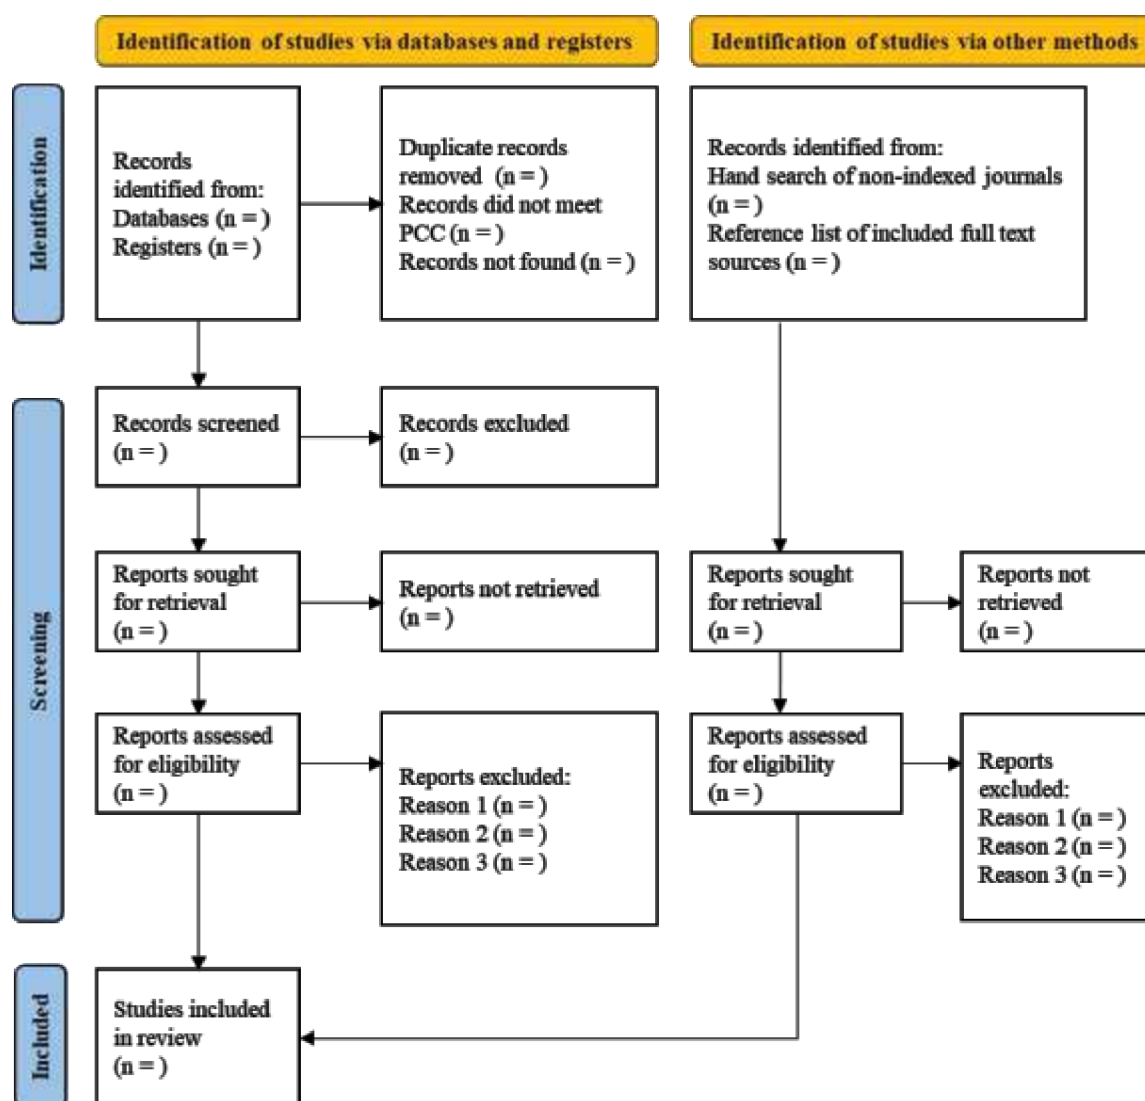 Identification of studies via databases and registers
Identification of studies via other methods
Identification
Records
identified from:
Databases (n = )
Registers (n = )
Duplicate records
removed (n = )
Records did not meet
PCC (n = )
Records not found (n = )
Records identified from:
Hand search of non-indexed journals
(n = )
Reference list of included full text
sources (n = )
Screening
Records screened
(n = )
Records excluded
(n = )
Reports sought
for retrieval
(n = )
Reports not retrieved
(n = )
Reports sought
for retrieval
(n = )
Reports not
retrieved
(n = )
Reports assessed
for eligibility
(n = )
Reports excluded:
Reason 1 (n = )
Reason 2 (n = )
Reason 3 (n = )
Reports assessed
for eligibility
(n = )
Reports
excluded:
Reason 1 (n = )
Reason 2 (n = )
Reason 3 (n = )
Included
Studies included
in review
(n = )